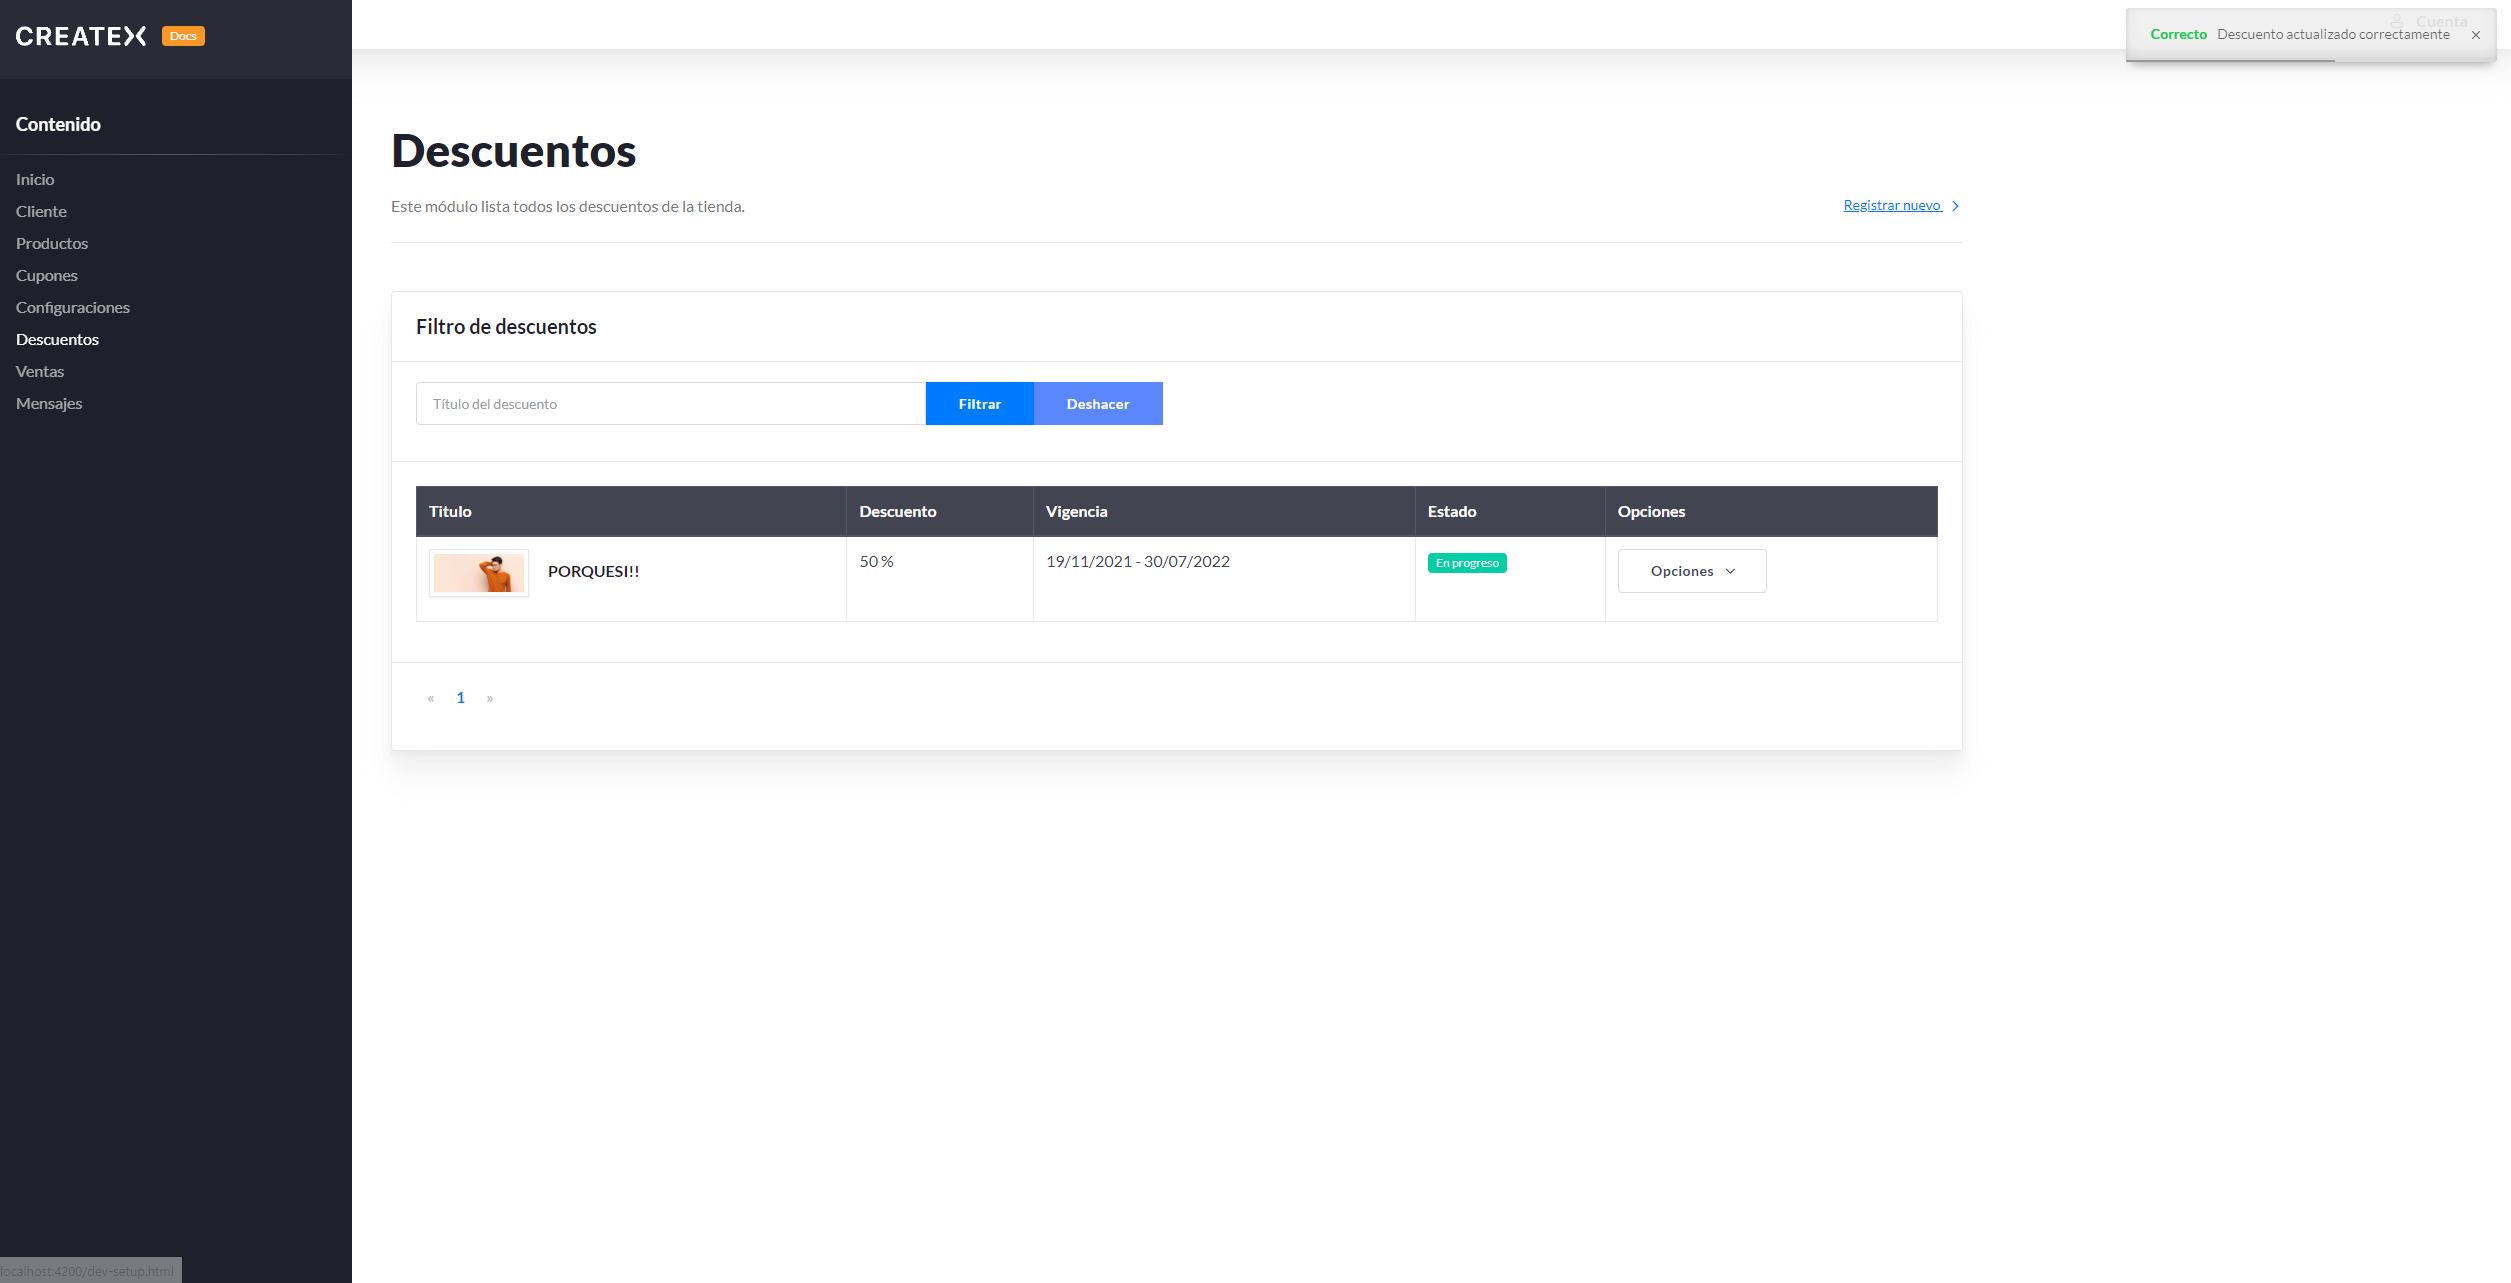 CREATEX Docs
Cuenta
Correcto Descuento actualizado correctamente ×
Contenido
Inicio
Cliente
Productos
Cupones
Configuraciones
Descuentos
Ventas
Mensajes
Descuentos
Este módulo lista todos los descuentos de la tienda.
Registrar nuevo
Filtro de descuentos
Título del descuento
Filtrar
Deshacer
Titulo Descuento Vigencia Estado Opciones
PORQUESI!! 50 % 19/11/2021 - 30/07/2022 En progreso Opciones
« 1 »
localhost:4200/dev-setup.html